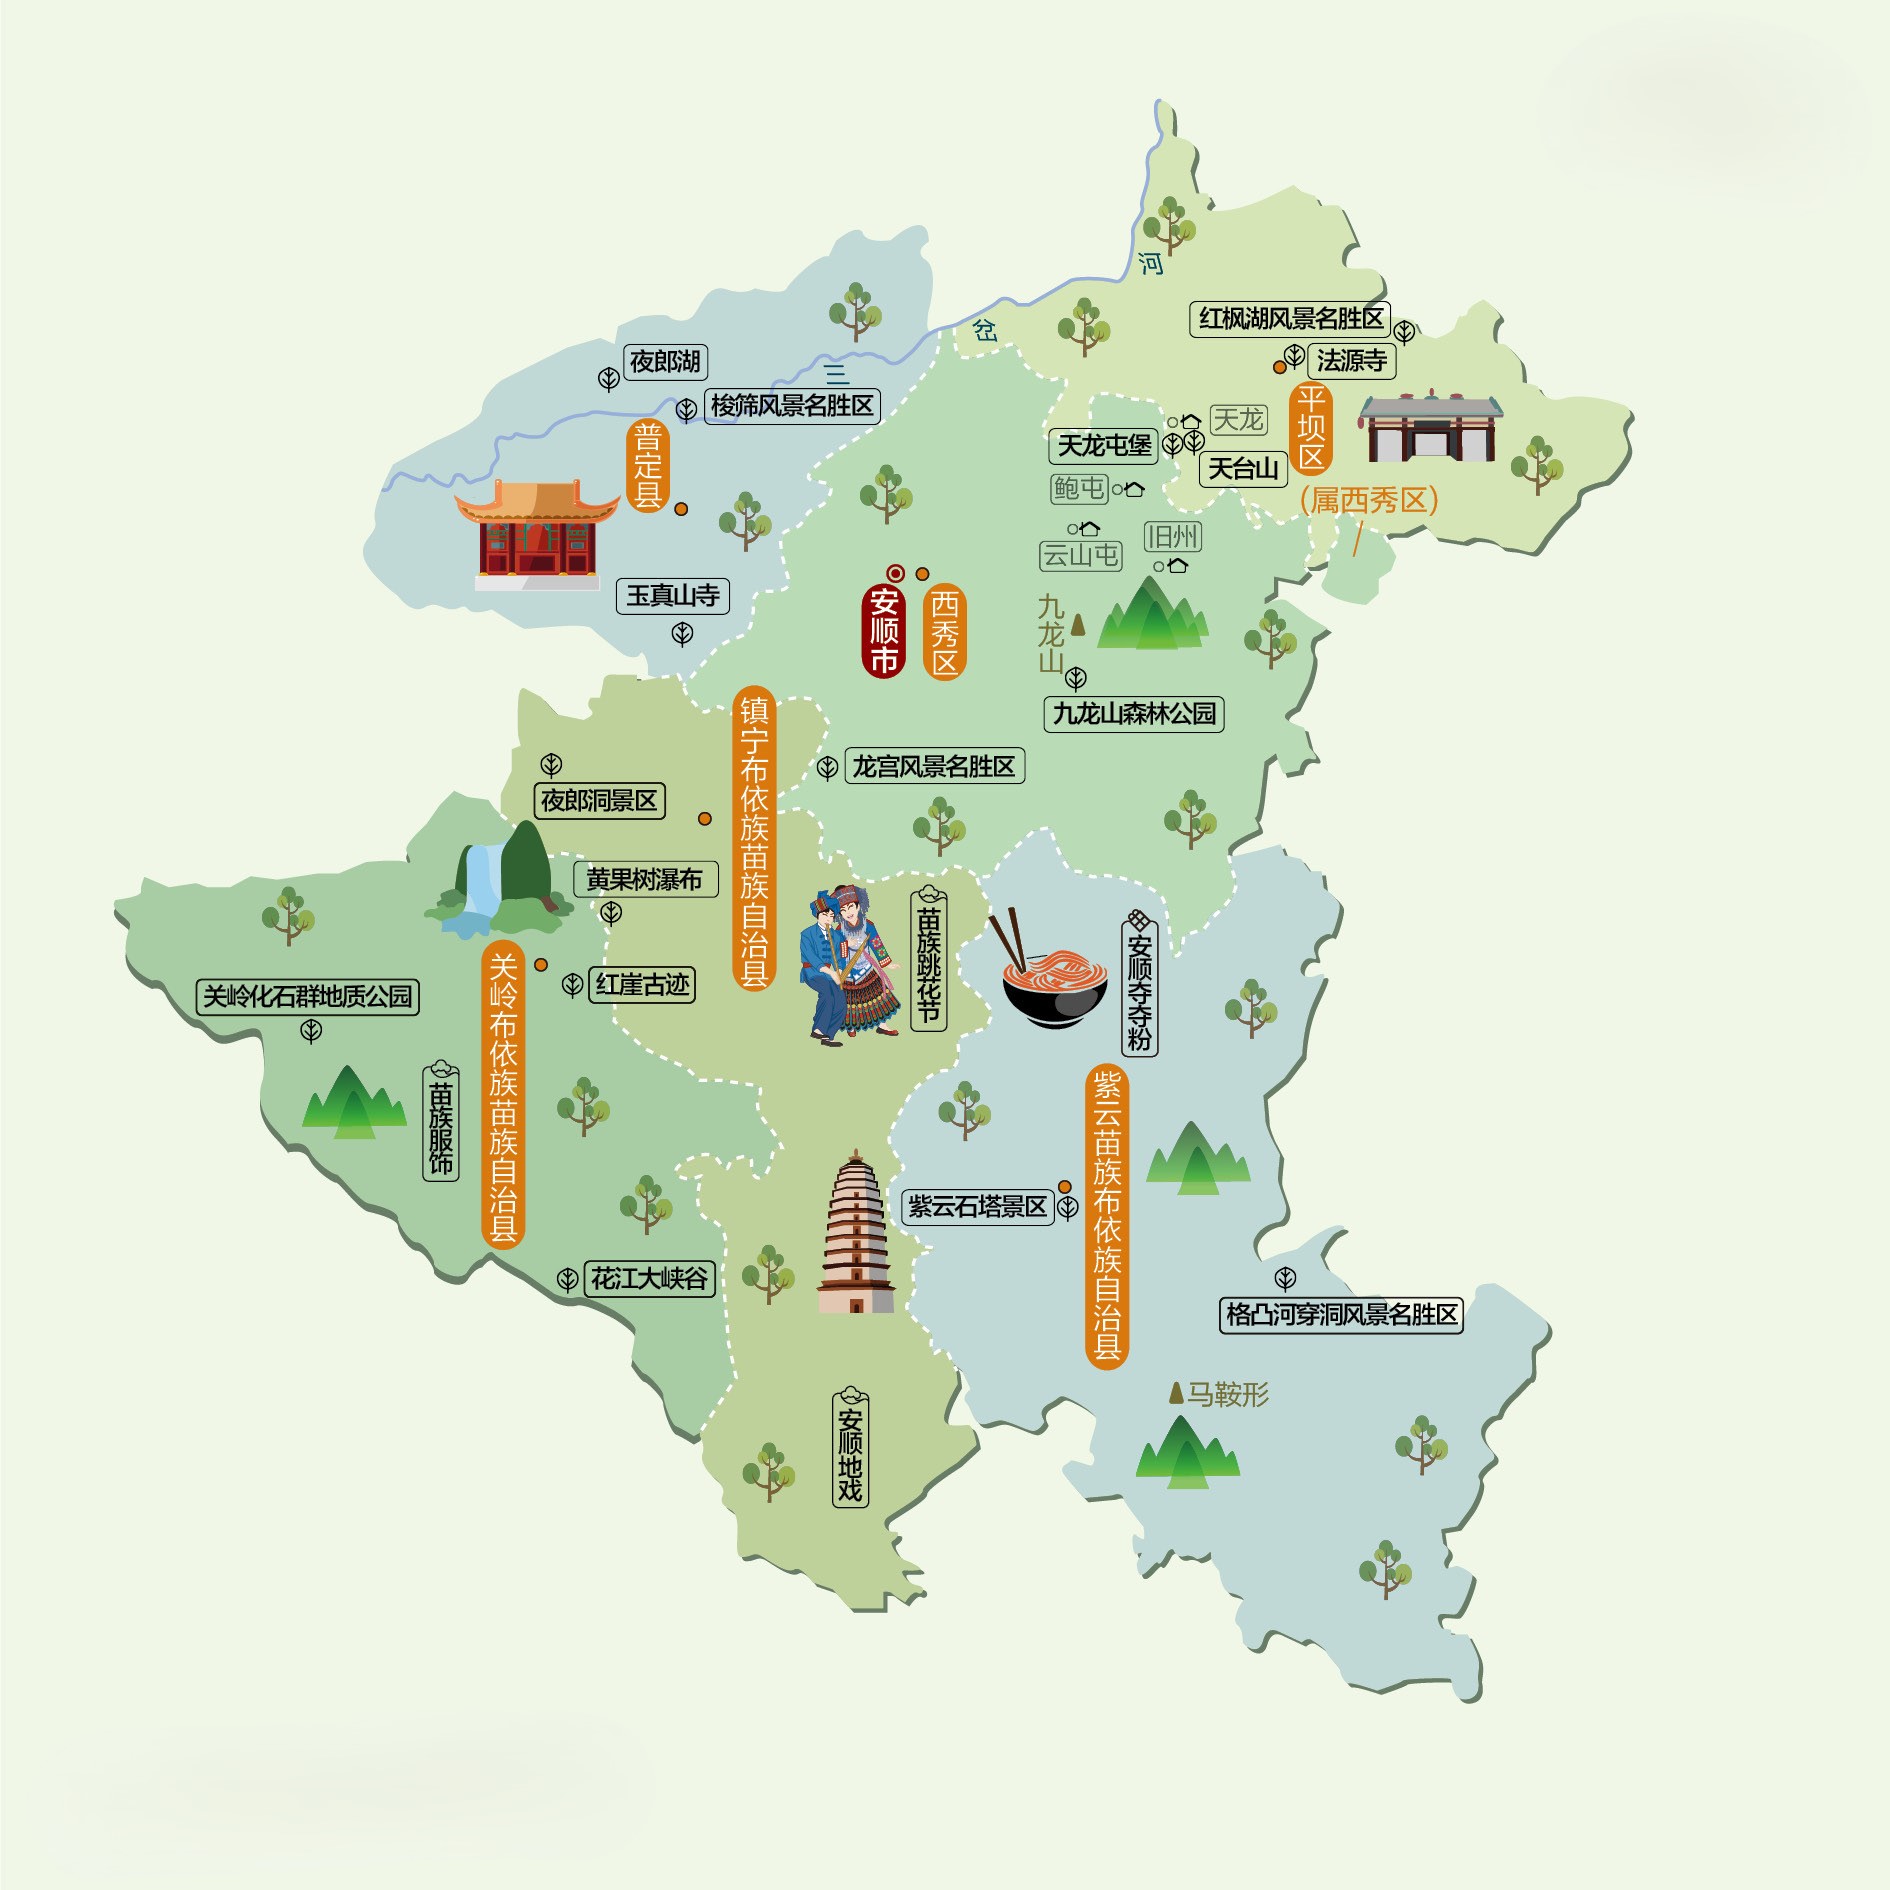 河
岔
三
红枫湖风景名胜区
法源寺
平坝区
夜郎湖
梭筛风景名胜区
普定县
天龙
天龙屯堡
天台山
鲍屯
(属西秀区)
云山屯
旧州
玉真山寺
安顺市
西秀区
九龙山
九龙山森林公园
镇宁布依族苗族自治县
龙宫风景名胜区
夜郎洞景区
黄果树瀑布
苗族跳花节
安顺夺夺粉
红崖古迹
关岭化石群地质公园
关岭布依族苗族自治县
苗族服饰
紫云苗族布依族自治县
紫云石塔景区
花江大峡谷
格凸河穿洞风景名胜区
马鞍形
安顺地戏